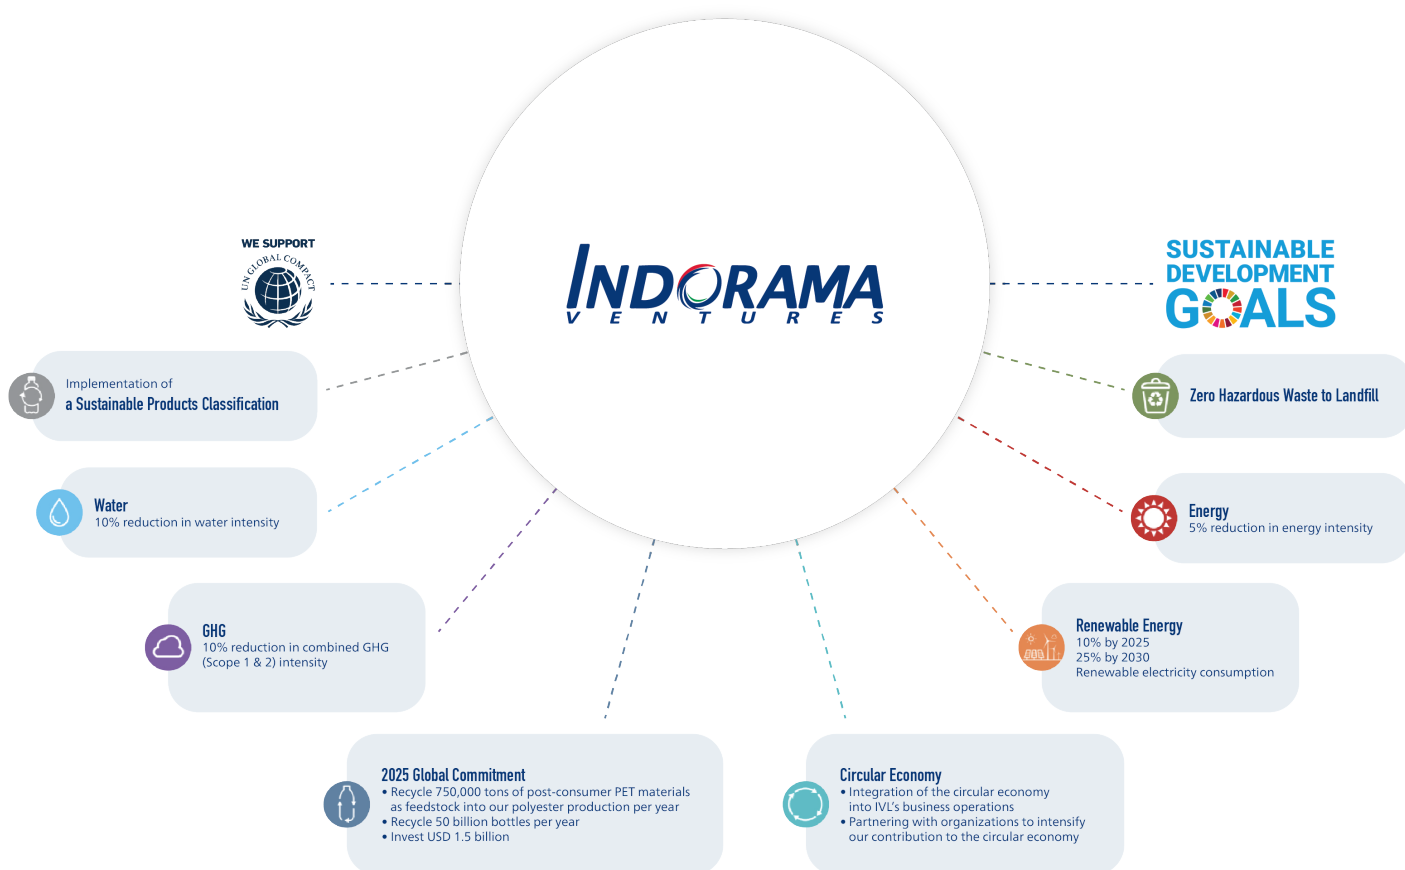 WE SUPPORT
UN GLOBAL COMPACT
INDORAMA
VENTURES
SUSTAINABLE
DEVELOPMENT
GOALS
Implementation of
a Sustainable Products Classification
Zero Hazardous Waste to Landfill
Water
10% reduction in water intensity
Energy
5% reduction in energy intensity
GHG
10% reduction in combined GHG
(Scope 1 & 2) intensity
Renewable Energy
10% by 2025
25% by 2030
Renewable electricity consumption
2025 Global Commitment
• Recycle 750,000 tons of post-consumer PET materials
as feedstock into our polyester production per year
• Recycle 50 billion bottles per year
• Invest USD 1.5 billion
Circular Economy
• Integration of the circular economy
into IVL's business operations
• Partnering with organizations to intensify
our contribution to the circular economy